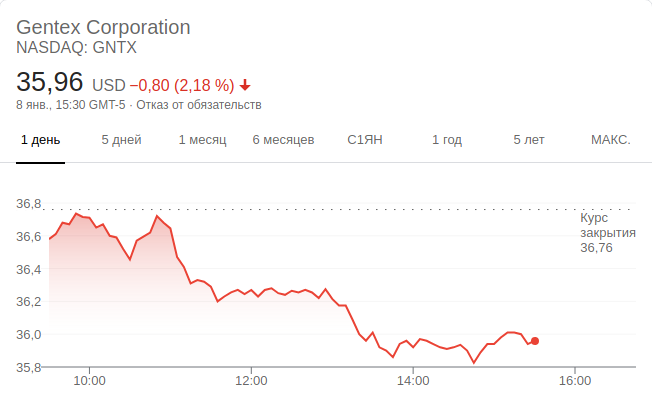 Gentex Corporation
NASDAQ: GNTX
35,96 USD −0,80 (2,18 %)
8 янв., 15:30 GMT-5 · Отказ от обязательств
1 день 5 дней 1 месяц 6 месяцев С1ЯН 1 год 5 лет МАКС.
36,8
Курс
закрытия
36,76
36,6
36,4
36,2
36,0
35,8
10:00 12:00 14:00 16:00